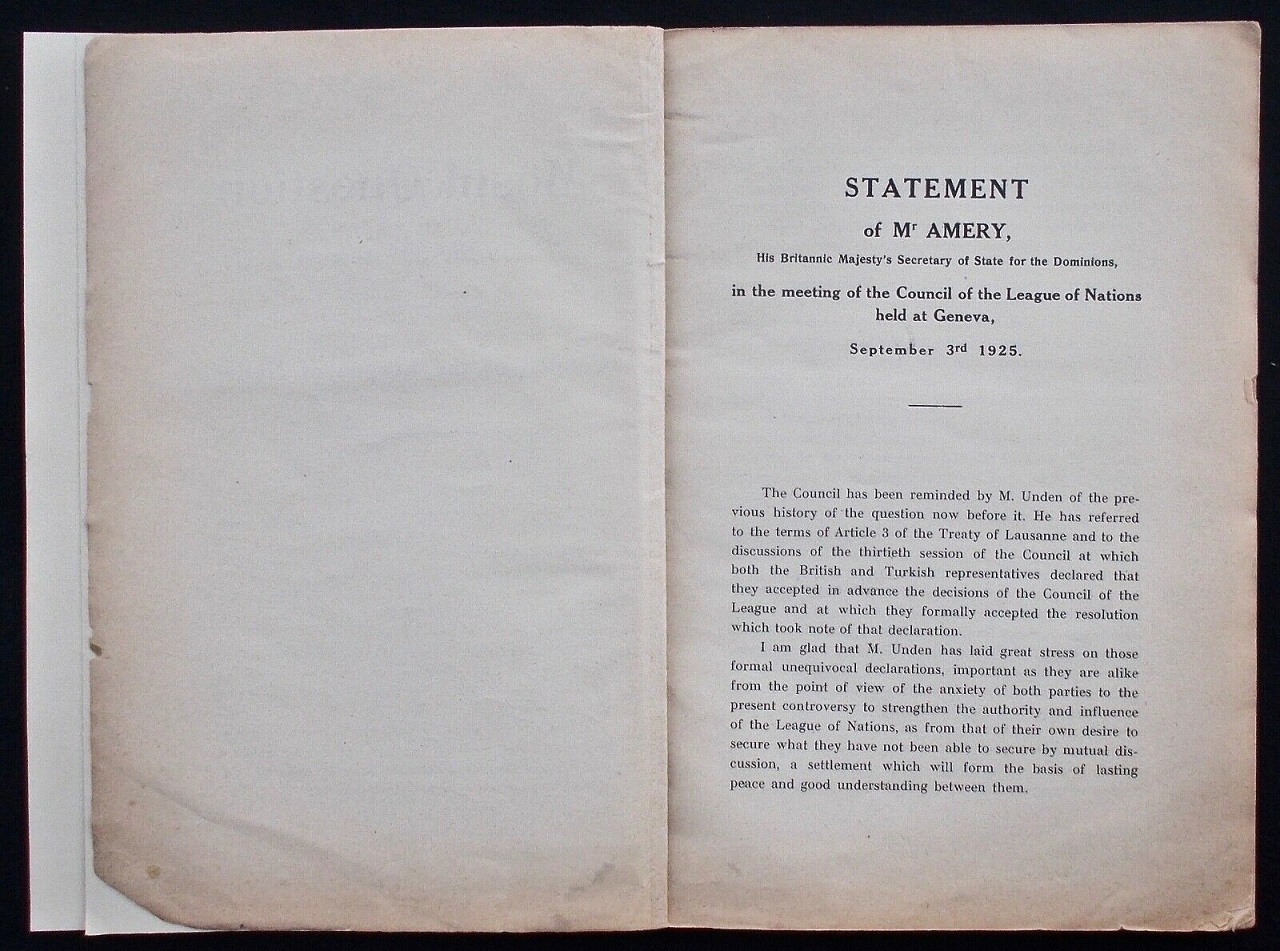 STATEMENT
of Mr AMERY,
His Britannic Majesty's Secretary of State for the Dominions,
in the meeting of the Council of the League of Nations
held at Geneva,
September 3rd 1925.
The Council has been reminded by M. Unden of the pre-
vious history of the question now before it. He has referred
to the terms of Article 3 of the Treaty of Lausanne and to the
discussions of the thirtieth session of the Council at which
both the British and Turkish representatives declared that
they accepted in advance the decisions of the Council of the
League and at which they formally accepted the resolution
which took note of that declaration.
I am glad that M. Unden has laid great stress on those
formal unequivocal declarations, important as they are alike
from the point of view of the anxiety of both parties to the
present controversy to strengthen the authority and influence
of the League of Nations, as from that of their own desire to
secure what they have not been able to secure by mutual dis-
cussion, a settlement which will form the basis of lasting
peace and good understanding between them.